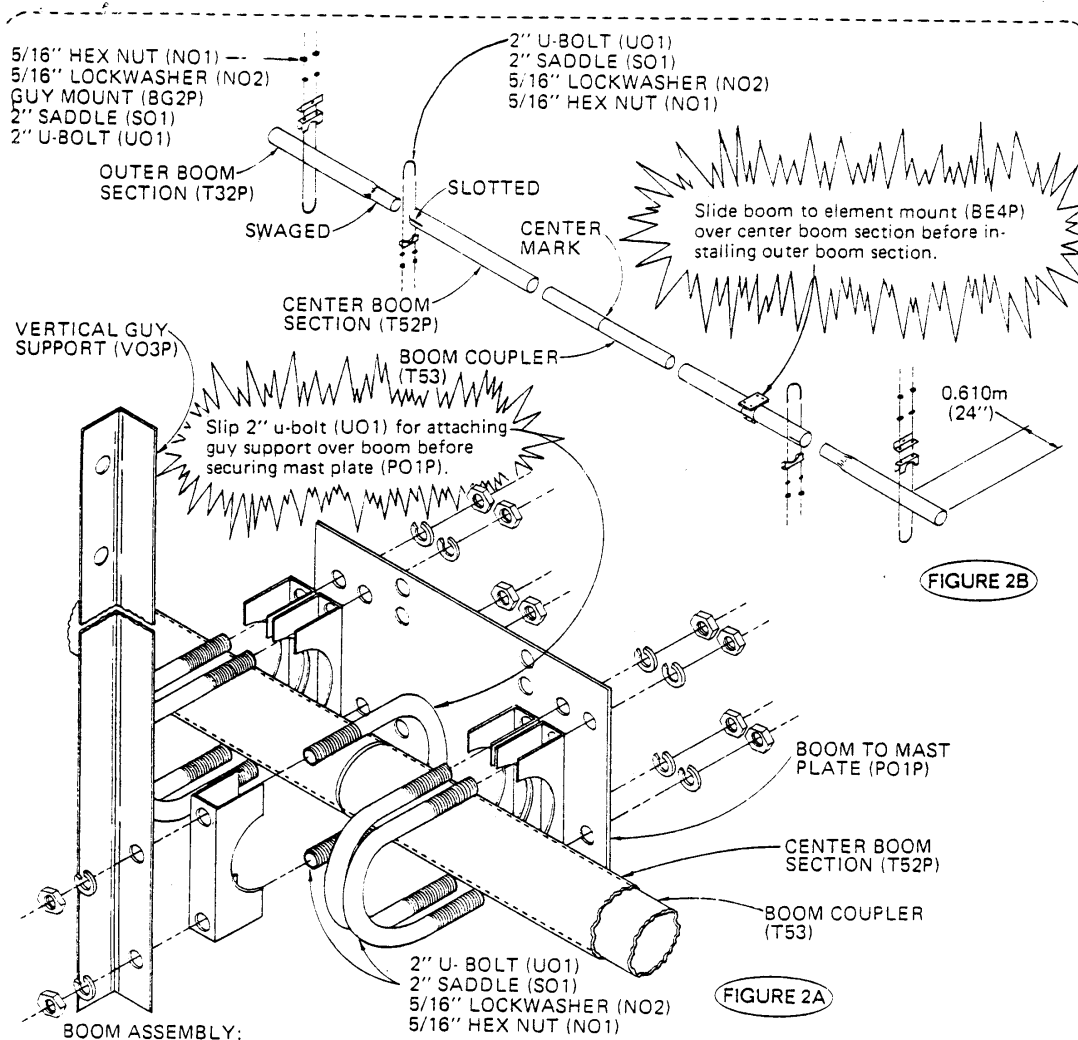 5/16" HEX NUT (NO1)
5/16" LOCKWASHER (NO2)
GUY MOUNT (BG2P)
2" SADDLE (SO1)
2" U-BOLT (UO1)
2" U-BOLT (UO1)
2" SADDLE (SO1)
5/16" LOCKWASHER (NO2)
5/16" HEX NUT (NO1)
OUTER BOOM
SECTION (T32P)
SWAGED
SLOTTED
CENTER
MARK
Slide boom to element mount (BE4P)
over center boom section before in-
stalling outer boom section.
CENTER BOOM
SECTION (T52P)
VERTICAL GUY
SUPPORT (VO3P)
BOOM COUPLER
(T53)
0.610m
(24")
Slip 2" u-bolt (UO1) for attaching
guy support over boom before
securing mast plate (PO1P).
FIGURE 2B
BOOM TO MAST
PLATE (PO1P)
CENTER BOOM
SECTION (T52P)
BOOM COUPLER
(T53)
2" U-BOLT (UO1)
2" SADDLE (SO1)
5/16" LOCKWASHER (NO2)
5/16" HEX NUT (NO1)
FIGURE 2A
BOOM ASSEMBLY: